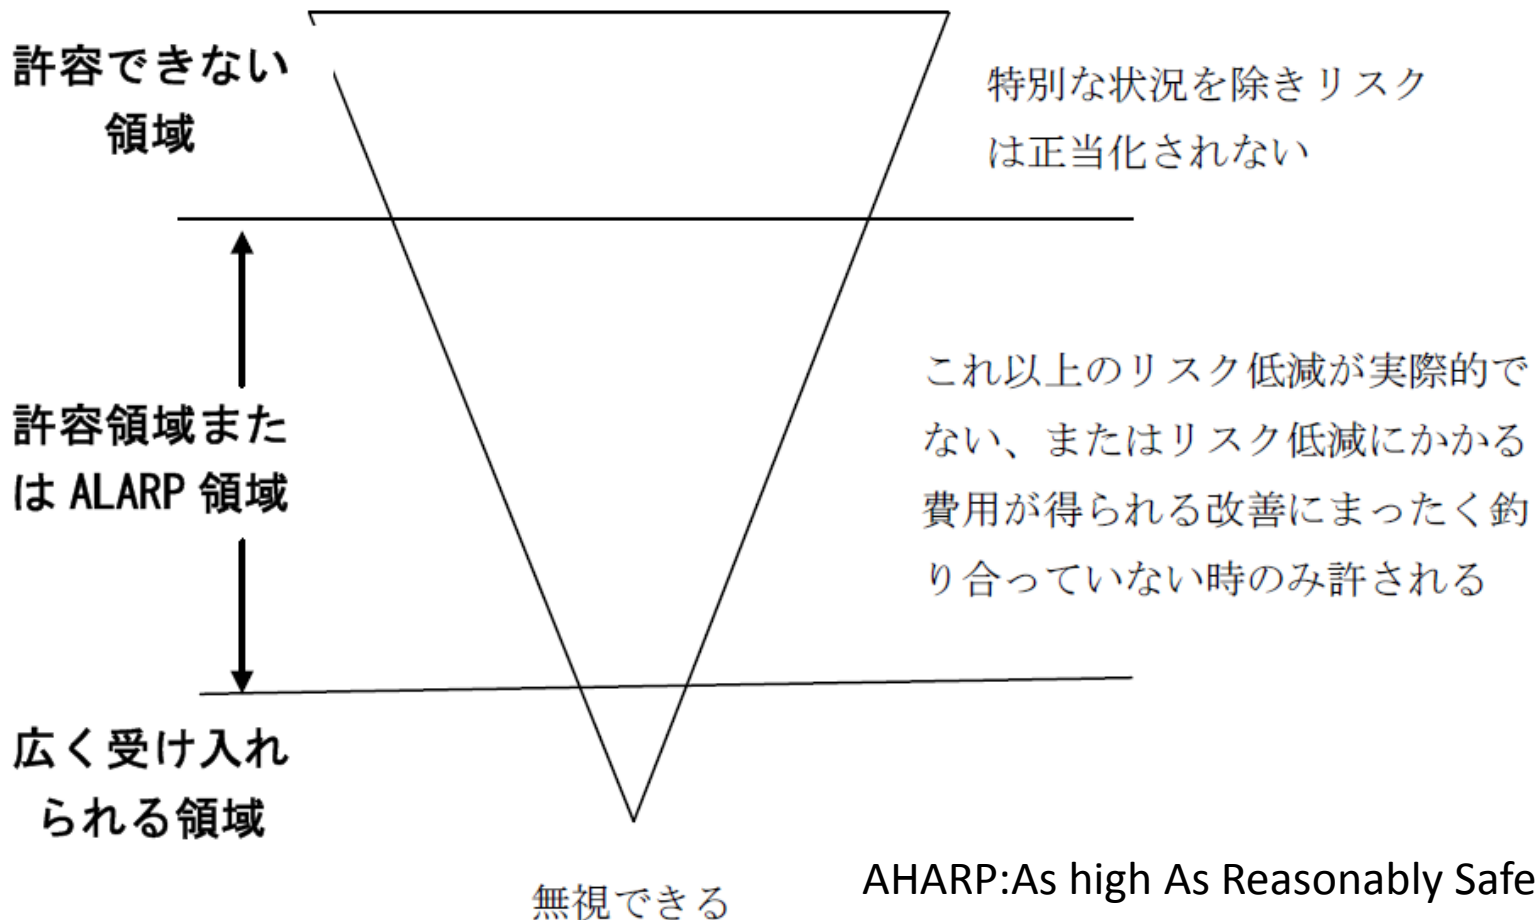 許容できない
領域
特別な状況を除きリスク
は正当化されない
許容領域また
は ALARP 領域
これ以上のリスク低減が実際的で
ない、またはリスク低減にかかる
費用が得られる改善にまったく釣
り合っていない時のみ許される
広く受け入れ
られる領域
無視できる
AHARP:As high As Reasonably Safe